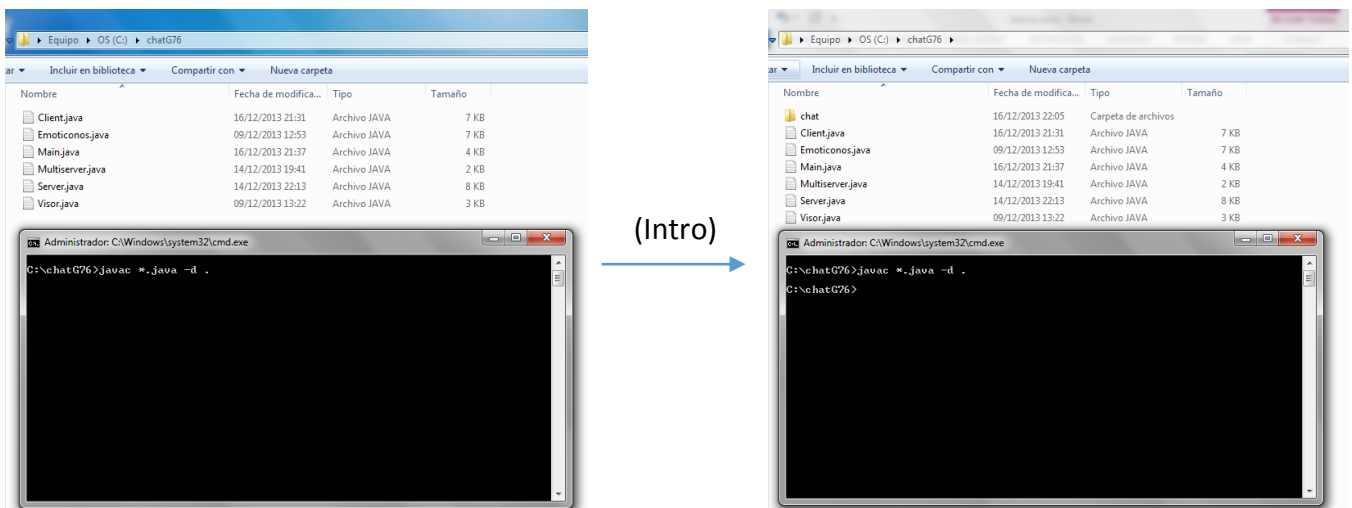 Equipo ▸ OS (C:) ▸ chatG76
ar Incluir en biblioteca Compartir con Nueva carpeta
Nombre Fecha de modifica... Tipo Tamaño
Client.java 16/12/2013 21:31 Archivo JAVA 7 KB
Emoticonos.java 09/12/2013 12:53 Archivo JAVA 7 KB
Main.java 16/12/2013 21:37 Archivo JAVA 4 KB
Multiserver.java 14/12/2013 19:41 Archivo JAVA 2 KB
Server.java 14/12/2013 22:13 Archivo JAVA 8 KB
Visor.java 09/12/2013 13:22 Archivo JAVA 3 KB
Administrador: C:\Windows\system32\cmd.exe
C:\chatG76>javac *.java -d .
(Intro)
Equipo ▸ OS (C:) ▸ chatG76 ▸
ar Incluir en biblioteca Compartir con Nueva carpeta
Nombre Fecha de modifica... Tipo Tamaño
chat 16/12/2013 22:05 Carpeta de archivos
Client.java 16/12/2013 21:31 Archivo JAVA 7 KB
Emoticonos.java 09/12/2013 12:53 Archivo JAVA 7 KB
Main.java 16/12/2013 21:37 Archivo JAVA 4 KB
Multiserver.java 14/12/2013 19:41 Archivo JAVA 2 KB
Server.java 14/12/2013 22:13 Archivo JAVA 8 KB
Visor.java 09/12/2013 13:22 Archivo JAVA 3 KB
Administrador: C:\Windows\system32\cmd.exe
C:\chatG76>javac *.java -d .
C:\chatG76>